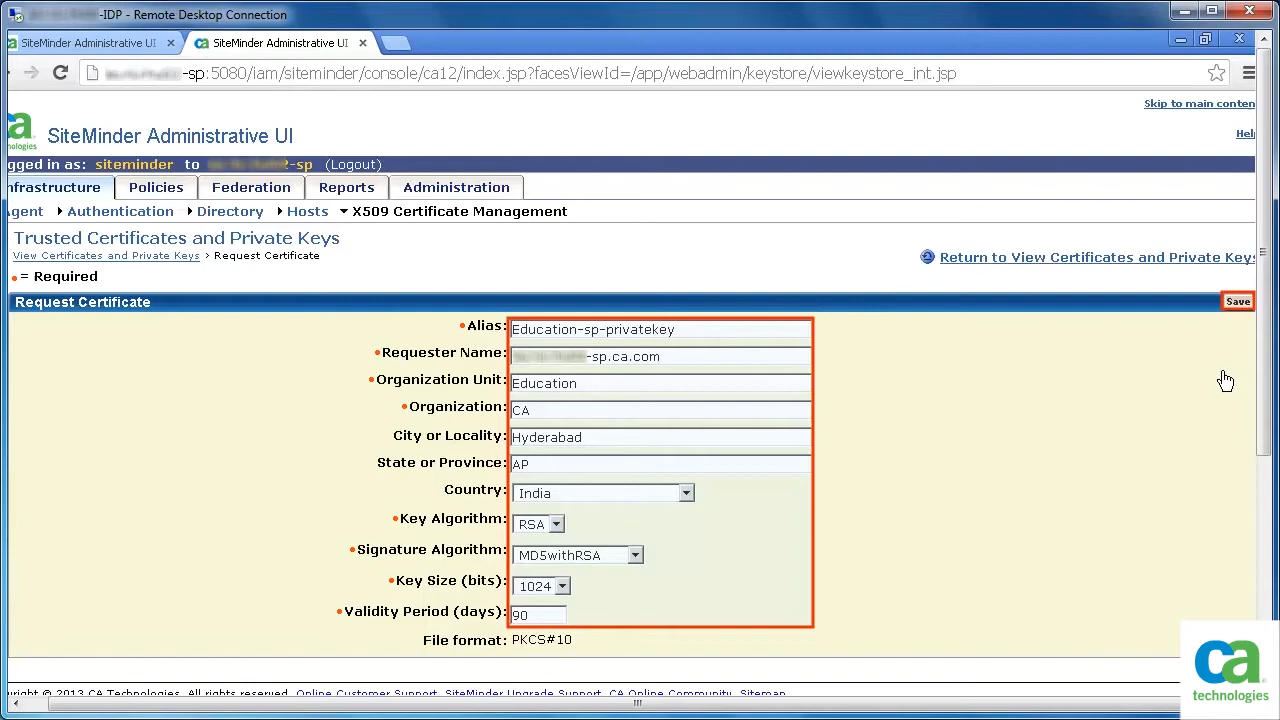 -IDP - Remote Desktop Connection
SiteMinder Administrative UI
SiteMinder Administrative UI
-sp:5080/iam/siteminder/console/ca12/index.jsp?facesViewId=/app/webadmin/keystore/viewkeystore_int.jsp
Skip to main conten
SiteMinder Administrative UI
technologies
Hel
gged in as: siteminder to -sp (Logout)
nfrastructure Policies Federation Reports Administration
Agent Authentication Directory Hosts X509 Certificate Management
Trusted Certificates and Private Keys
View Certificates and Private Keys › Request Certificate
Return to View Certificates and Private Keys
• = Required
Request Certificate
Save
•Alias: Education-sp-privatekey
•Requester Name: -sp.ca.com
•Organization Unit: Education
•Organization: CA
City or Locality: Hyderabad
State or Province: AP
Country: India
•Key Algorithm: RSA
•Signature Algorithm: MD5withRSA
•Key Size (bits): 1024
•Validity Period (days): 90
File format: PKCS#10
yright © 2013 CA Technologies. All rights reserved. Online Customer Support SiteMinder Upgrade Support CA Online Community Sitemap
ca
technologies